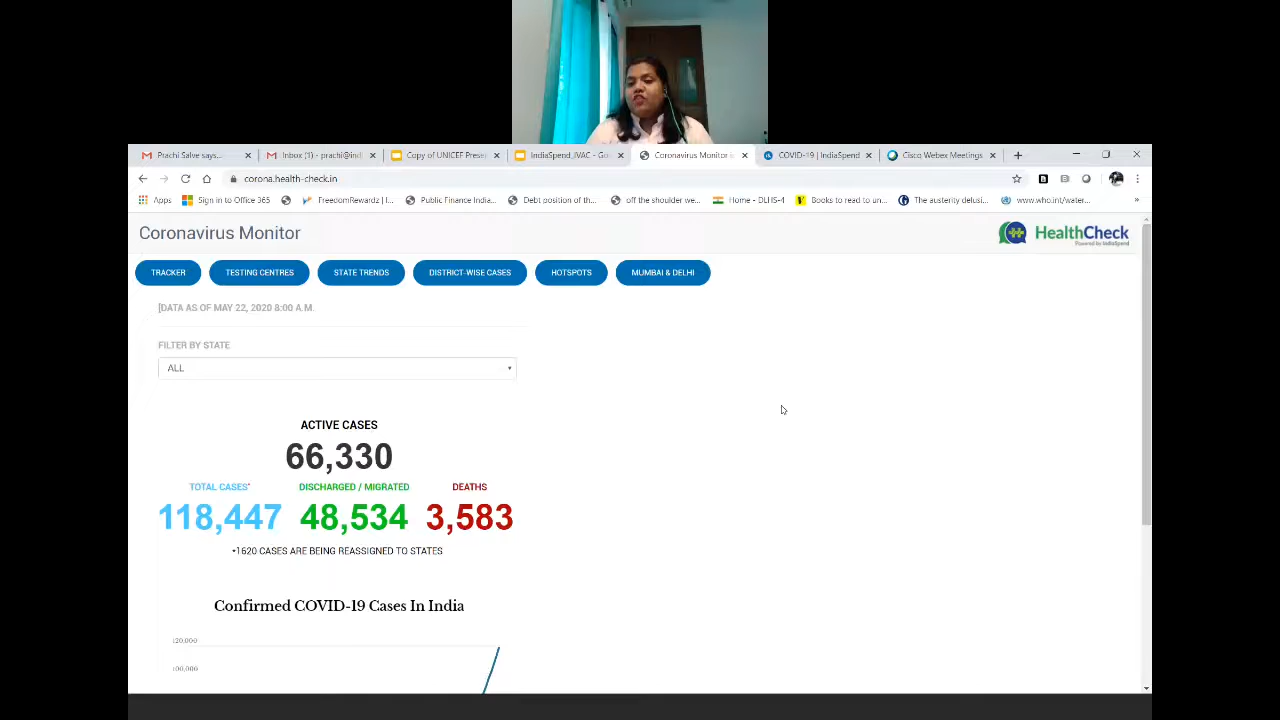 Prachi Salve says...
Inbox (1) - prachi@ind
Copy of UNICEF Prese
IndiaSpend_IVAC - Go
Coronavirus Monitor
COVID-19 | IndiaSpend
Cisco Webex Meetings
corona.health-check.in
Apps
Sign in to Office 365
FreedomRewardz | I...
Public Finance India...
Debt position of th...
off the shoulder we...
Home - DLHS-4
Books to read to un...
The austerity delusi...
www.who.int/water...
»
Coronavirus Monitor
HealthCheck
Powered by IndiaSpend
TRACKER
TESTING CENTRES
STATE TRENDS
DISTRICT-WISE CASES
HOTSPOTS
MUMBAI & DELHI
[DATA AS OF MAY 22, 2020 8:00 A.M.
FILTER BY STATE
ALL
ACTIVE CASES
66,330
TOTAL CASES* DISCHARGED / MIGRATED DEATHS
118,447 48,534 3,583
*1620 CASES ARE BEING REASSIGNED TO STATES
Confirmed COVID-19 Cases In India
120,000
100,000